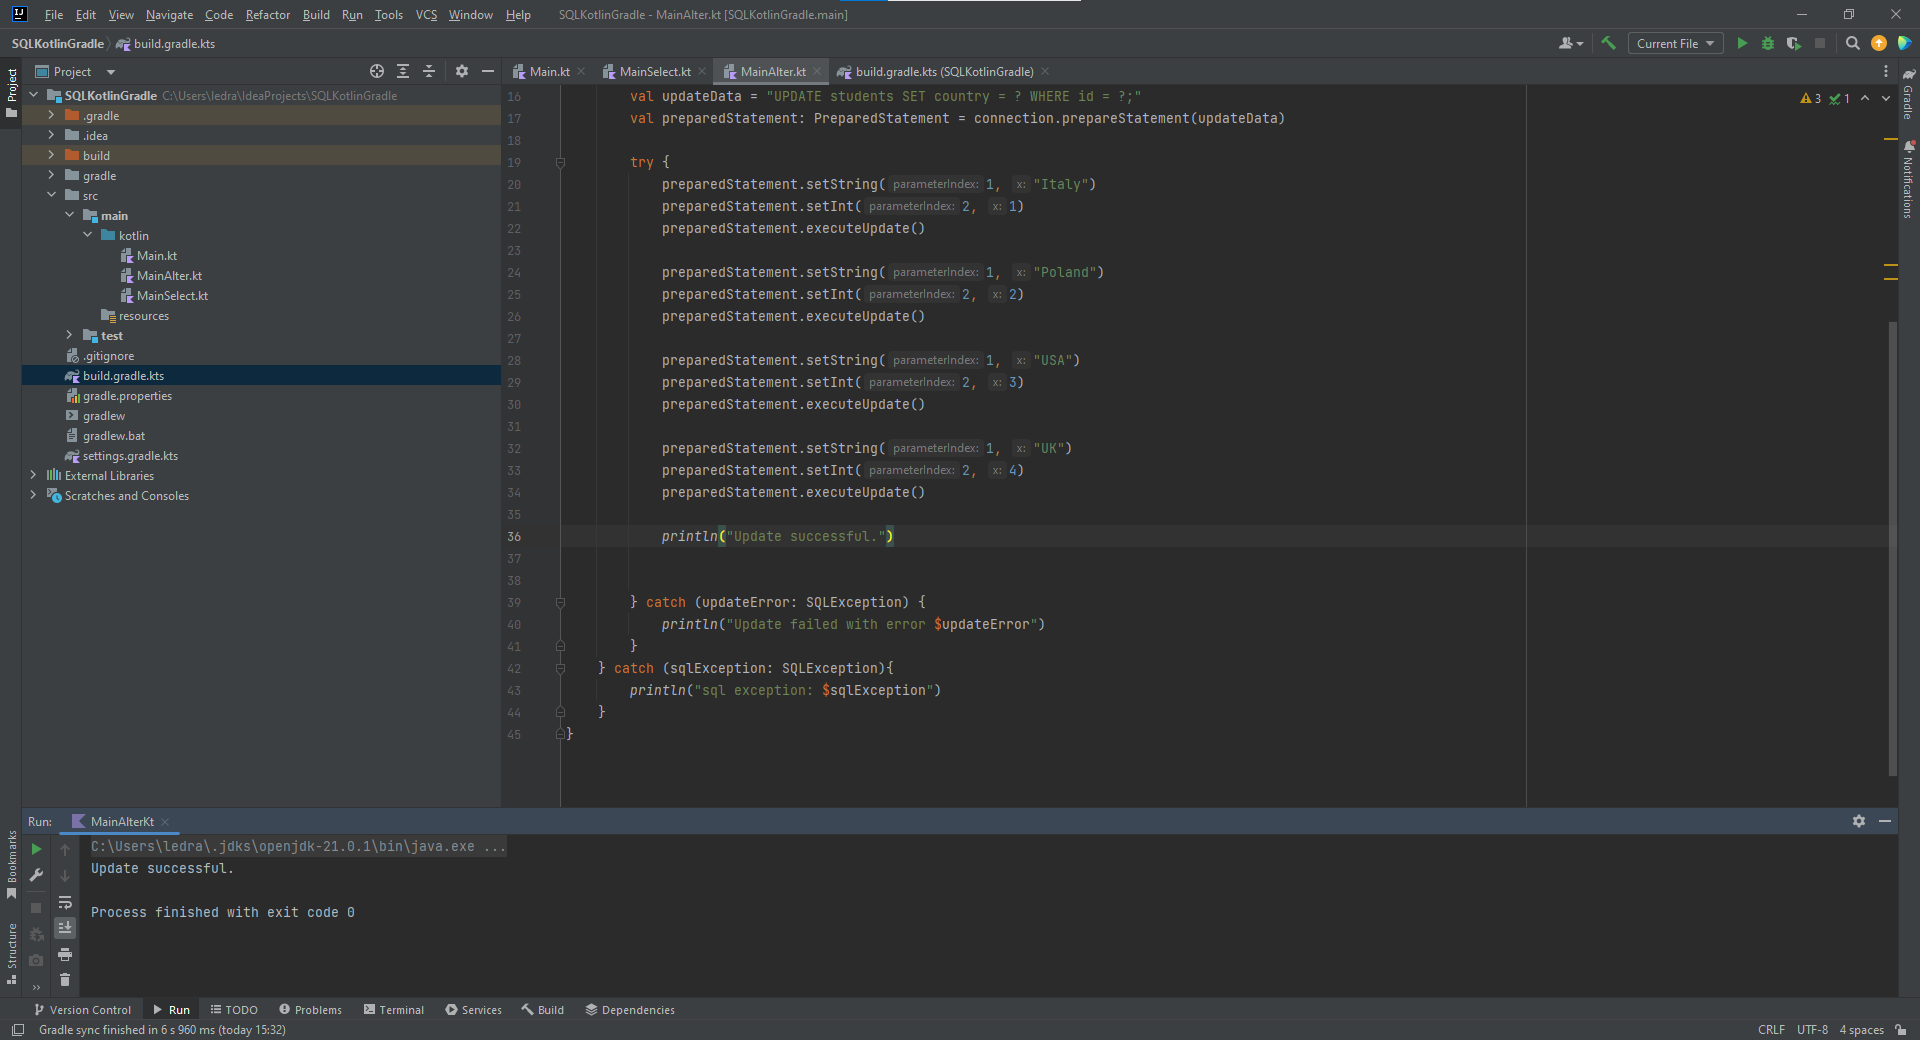 File Edit View Navigate Code Refactor Build Run Tools VCS Window Help SQLKotlinGradle - MainAlter.kt [SQLKotlinGradle.main]
SQLKotlinGradle build.gradle.kts Current File
Project
Project
Main.kt MainSelect.kt MainAlter.kt build.gradle.kts (SQLKotlinGradle)
SQLKotlinGradle C:\Users\ledra\IdeaProjects\SQLKotlinGradle
.gradle
.idea
build
gradle
src
main
kotlin
Main.kt
MainAlter.kt
MainSelect.kt
resources
test
.gitignore
build.gradle.kts
gradle.properties
gradlew
gradlew.bat
settings.gradle.kts
External Libraries
Scratches and Consoles
16 val updateData = "UPDATE students SET country = ? WHERE id = ?;"
17 val preparedStatement: PreparedStatement = connection.prepareStatement(updateData)
18
19 try {
20 preparedStatement.setString( parameterIndex: 1, x: "Italy")
21 preparedStatement.setInt( parameterIndex: 2, x: 1)
22 preparedStatement.executeUpdate()
23
24 preparedStatement.setString( parameterIndex: 1, x: "Poland")
25 preparedStatement.setInt( parameterIndex: 2, x: 2)
26 preparedStatement.executeUpdate()
27
28 preparedStatement.setString( parameterIndex: 1, x: "USA")
29 preparedStatement.setInt( parameterIndex: 2, x: 3)
30 preparedStatement.executeUpdate()
31
32 preparedStatement.setString( parameterIndex: 1, x: "UK")
33 preparedStatement.setInt( parameterIndex: 2, x: 4)
34 preparedStatement.executeUpdate()
35
36 println("Update successful.")
37
38
39 } catch (updateError: SQLException) {
40 println("Update failed with error $updateError")
41 }
42 } catch (sqlException: SQLException){
43 println("sql exception: $sqlException")
44 }
45 }
3 1
Gradle
Notifications
Run: MainAlterKt
C:\Users\ledra\.jdks\openjdk-21.0.1\bin\java.exe ...
Update successful.
Process finished with exit code 0
Bookmarks
Structure
Version Control Run TODO Problems Terminal Services Build Dependencies
Gradle sync finished in 6 s 960 ms (today 15:32) CRLF UTF-8 4 spaces